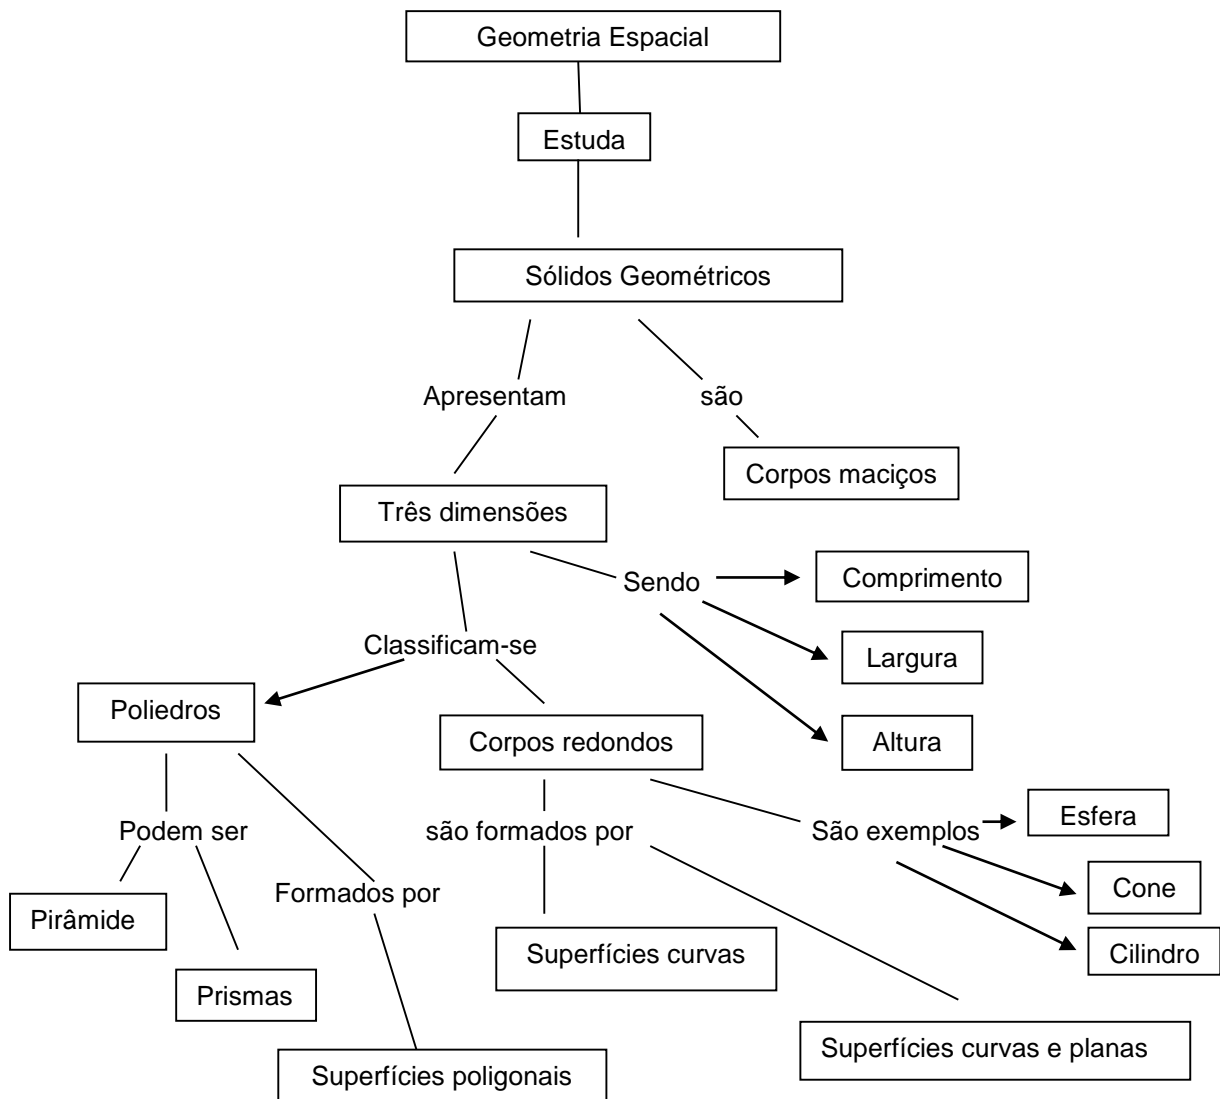 Geometria Espacial
Estuda
Sólidos Geométricos
Apresentam
são
Corpos maciços
Três dimensões
Sendo
Comprimento
Largura
Altura
Classificam-se
Poliedros
Corpos redondos
Podem ser
são formados por
São exemplos
Esfera
Cone
Cilindro
Pirâmide
Formados por
Prismas
Superfícies curvas
Superfícies curvas e planas
Superfícies poligonais